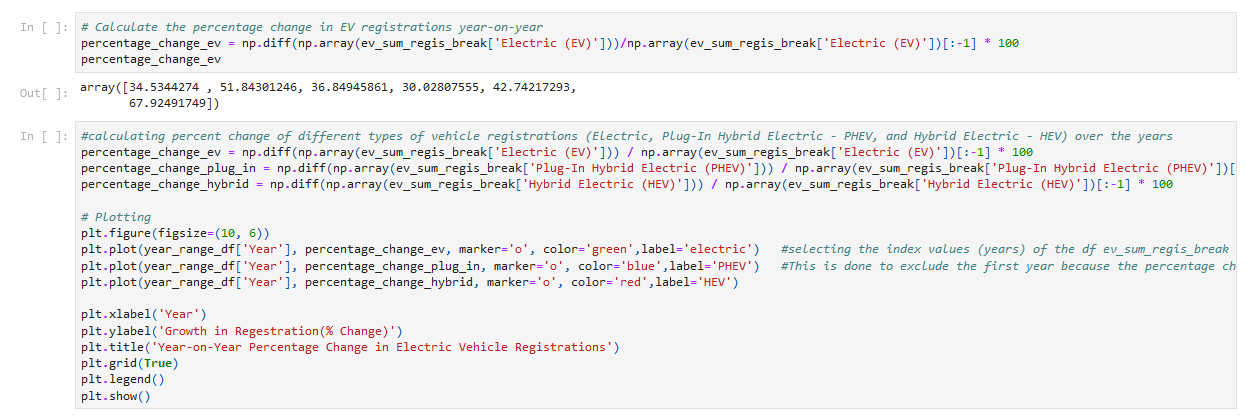 In [ ]: # Calculate the percentage change in EV registrations year-on-year
percentage_change_ev = np.diff(np.array(ev_sum_regis_break['Electric (EV)']))/np.array(ev_sum_regis_break['Electric (EV)'])[:-1] * 100
percentage_change_ev
Out[ ]: array([34.5344274 , 51.84301246, 36.84945861, 30.02807555, 42.74217293,
67.92491749])
In [ ]: #calculating percent change of different types of vehicle registrations (Electric, Plug-In Hybrid Electric - PHEV, and Hybrid Electric - HEV) over the years
percentage_change_ev = np.diff(np.array(ev_sum_regis_break['Electric (EV)'])) / np.array(ev_sum_regis_break['Electric (EV)'])[:-1] * 100
percentage_change_plug_in = np.diff(np.array(ev_sum_regis_break['Plug-In Hybrid Electric (PHEV)'])) / np.array(ev_sum_regis_break['Plug-In Hybrid Electric (PHEV)'])[
percentage_change_hybrid = np.diff(np.array(ev_sum_regis_break['Hybrid Electric (HEV)'])) / np.array(ev_sum_regis_break['Hybrid Electric (HEV)'])[:-1] * 100
# Plotting
plt.figure(figsize=(10, 6))
plt.plot(year_range_df['Year'], percentage_change_ev, marker='o', color='green',label='electric') #selecting the index values (years) of the df ev_sum_regis_break
plt.plot(year_range_df['Year'], percentage_change_plug_in, marker='o', color='blue',label='PHEV') #This is done to exclude the first year because the percentage ch
plt.plot(year_range_df['Year'], percentage_change_hybrid, marker='o', color='red',label='HEV')
plt.xlabel('Year')
plt.ylabel('Growth in Regestration(% Change)')
plt.title('Year-on-Year Percentage Change in Electric Vehicle Registrations')
plt.grid(True)
plt.legend()
plt.show()